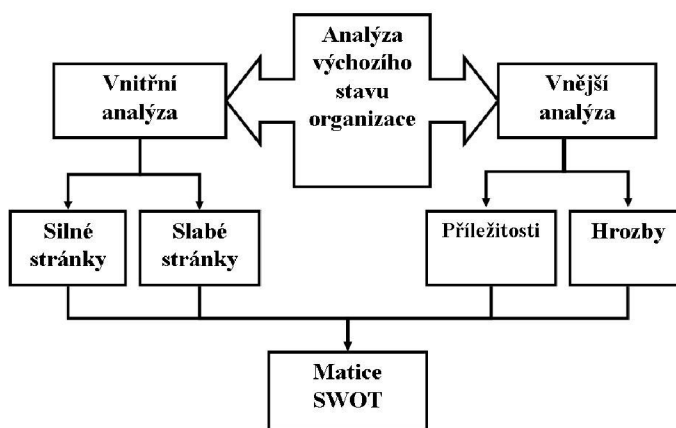 Analýza
výchozího
stavu
organizace
Vnitřní
analýza
Vnější
analýza
Silné
stránky
Slabé
stránky
Příležitosti
Hrozby
Matice
SWOT